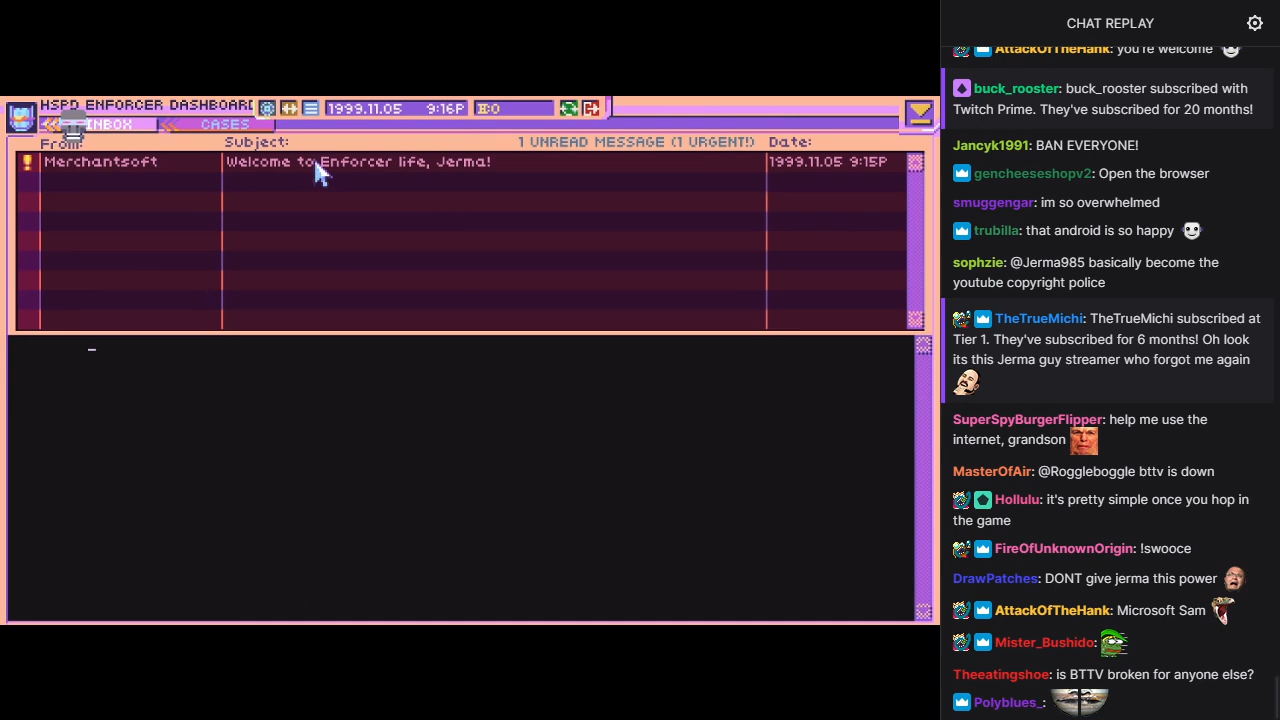 HSPD ENFORCER DASHBOARD
1999.11.05 9:16P
0
INBOX
CASES
From:
Subject:
1 UNREAD MESSAGE (1 URGENT!)
Date:
Merchantsoft
Welcome to Enforcer life, Jerma!
1999.11.05 9:15P
CHAT REPLAY
AttackOfTheHank: you're welcome
buck_rooster: buck_rooster subscribed with
Twitch Prime. They've subscribed for 20 months!
Jancyk1991: BAN EVERYONE!
gencheeseshopv2: Open the browser
smuggengar: im so overwhelmed
trubilla: that android is so happy
sophzie: @Jerma985 basically become the
youtube copyright police
TheTrueMichi: TheTrueMichi subscribed at
Tier 1. They've subscribed for 6 months! Oh look
its this Jerma guy streamer who forgot me again
SuperSpyBurgerFlipper: help me use the
internet, grandson
MasterOfAir: @Roggleboggle bttv is down
Hollulu: it's pretty simple once you hop in
the game
FireOfUnknownOrigin: !swooce
DrawPatches: DONT give jerma this power
AttackOfTheHank: Microsoft Sam
Mister_Bushido:
Theeatingshoe: is BTTV broken for anyone else?
Polyblues_: